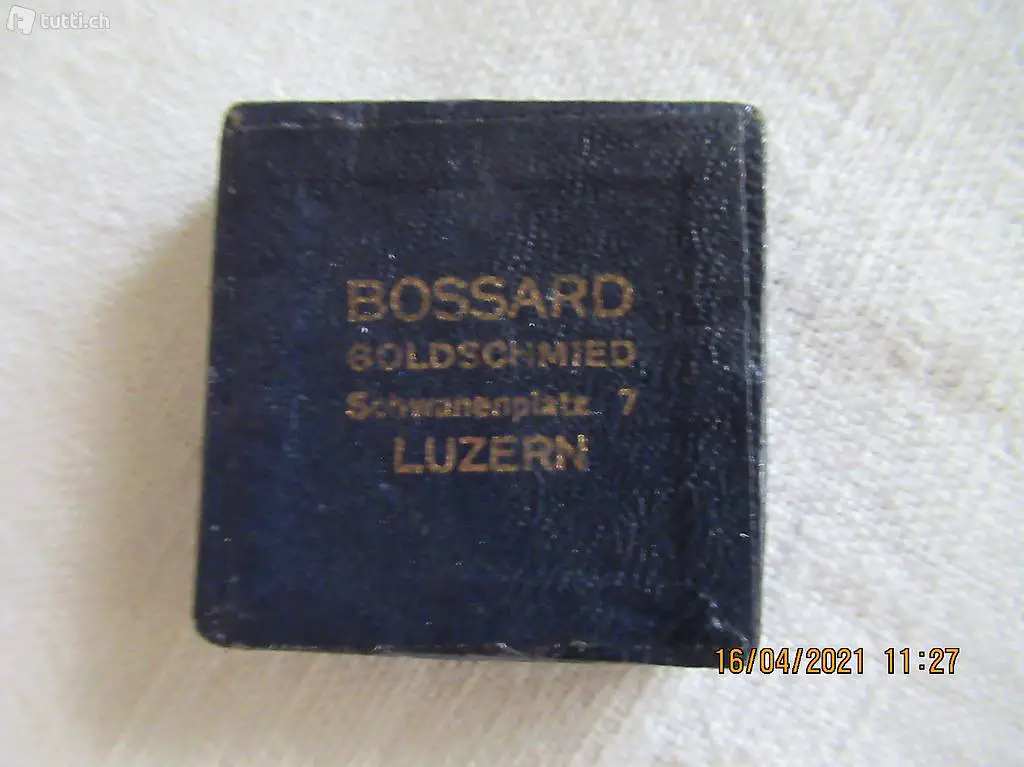 tutti.ch
BOSSARD
GOLDSCHMIED
Schwanenplatz 7
LUZERN
16/04/2021 11:27